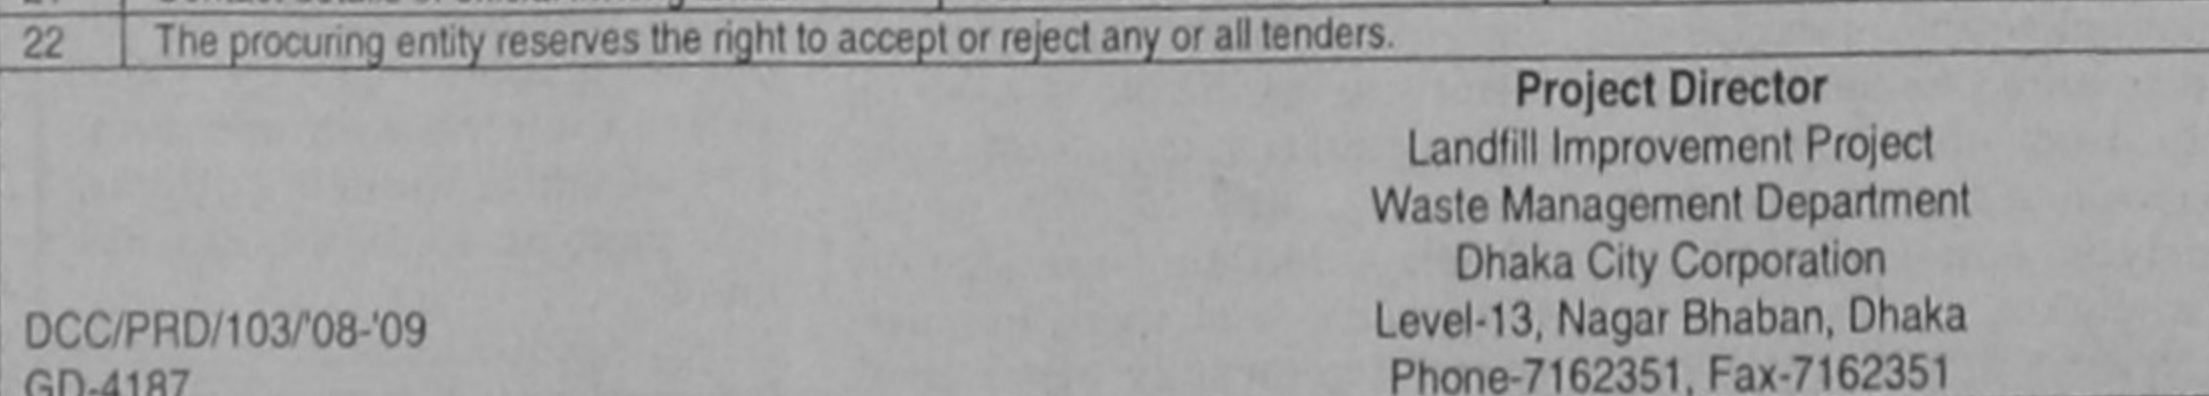 22 The procuring entity reserves the right to accept or reject any or all tenders.
Project Director
Landfill Improvement Project
Waste Management Department
Dhaka City Corporation
Level-13, Nagar Bhaban, Dhaka
Phone-7162351, Fax-7162351
DCC/PRD/103/'08-'09
GD-4187